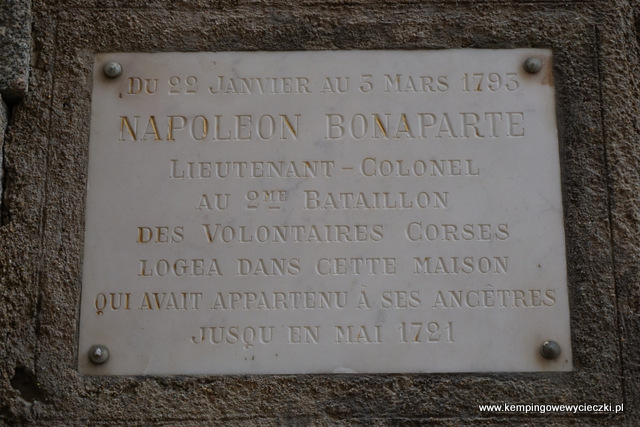 DU 22 JANVIER AU 3 MARS 1793
NAPOLEON BONAPARTE
LIEUTENANT-COLONEL
AU 2ME BATAILLON
DES VOLONTAIRES CORSES
LOGEA DANS CETTE MAISON
QUI AVAIT APPARTENU À SES ANCÊTRES
JUSQU'EN MAI 1721
www.kempingowewycieczki.pl